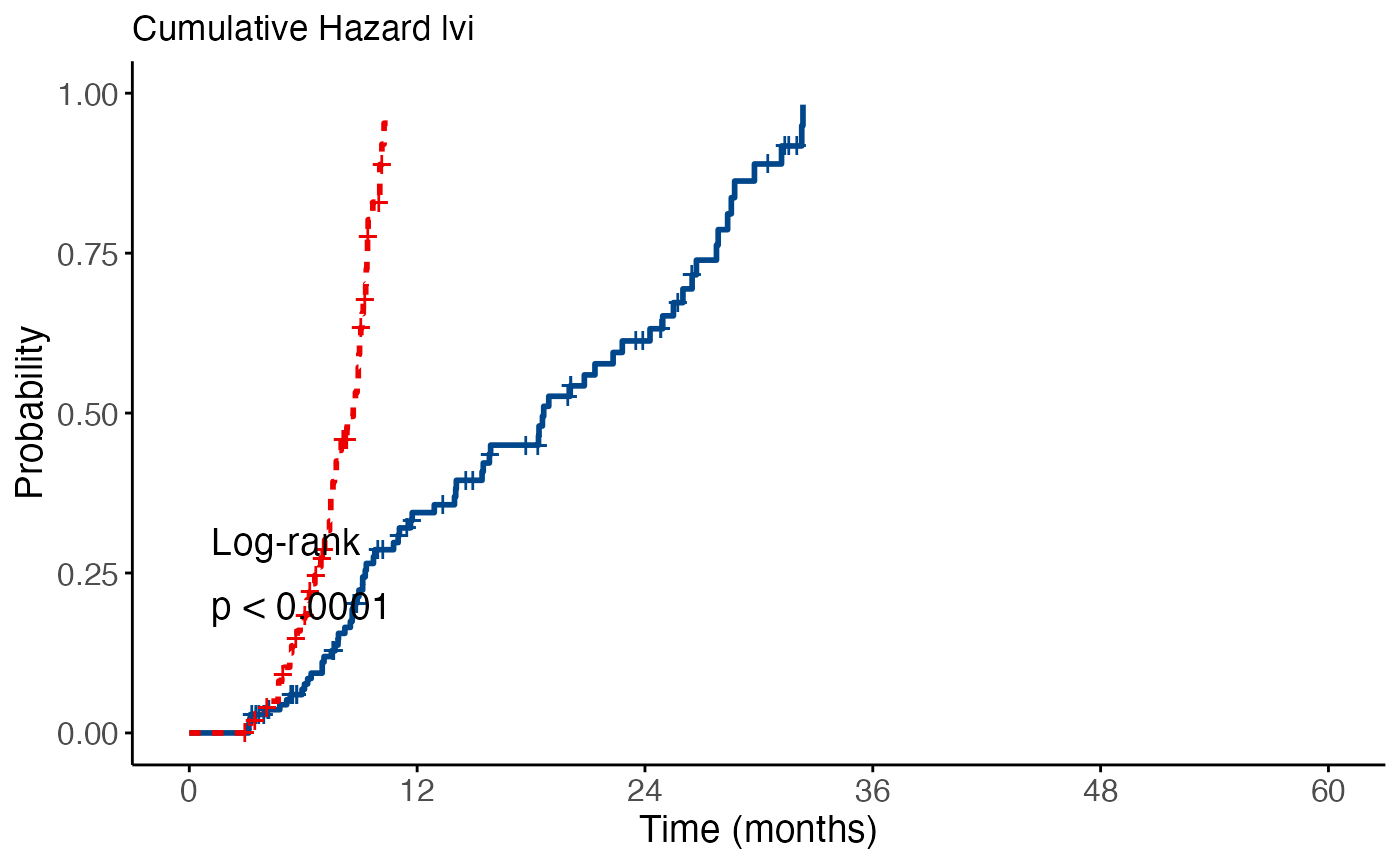 Cumulative Hazard lvi
Probability
1.00
0.75
0.50
0.25
0.00
Log-rank
p < 0.0001
0 12 24 36 48 60
Time (months)